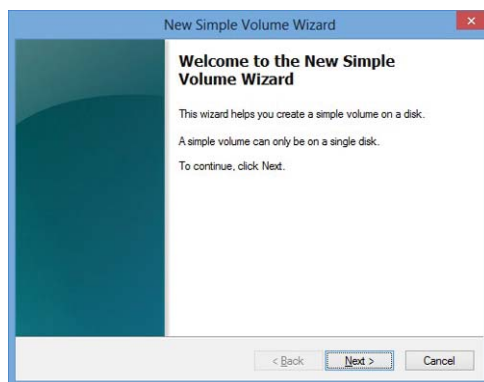 New Simple Volume Wizard
Welcome to the New Simple
Volume Wizard
This wizard helps you create a simple volume on a disk.
A simple volume can only be on a single disk.
To continue, click Next.
< Back
Next >
Cancel